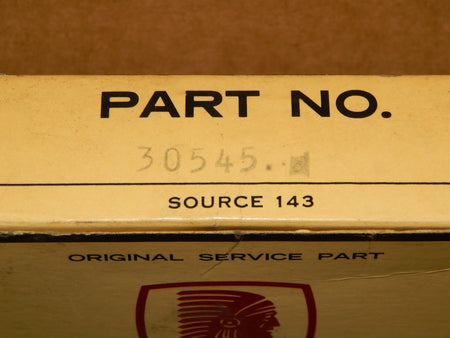 PART NO.
30545..
SOURCE 143
ORIGINAL SERVICE PART